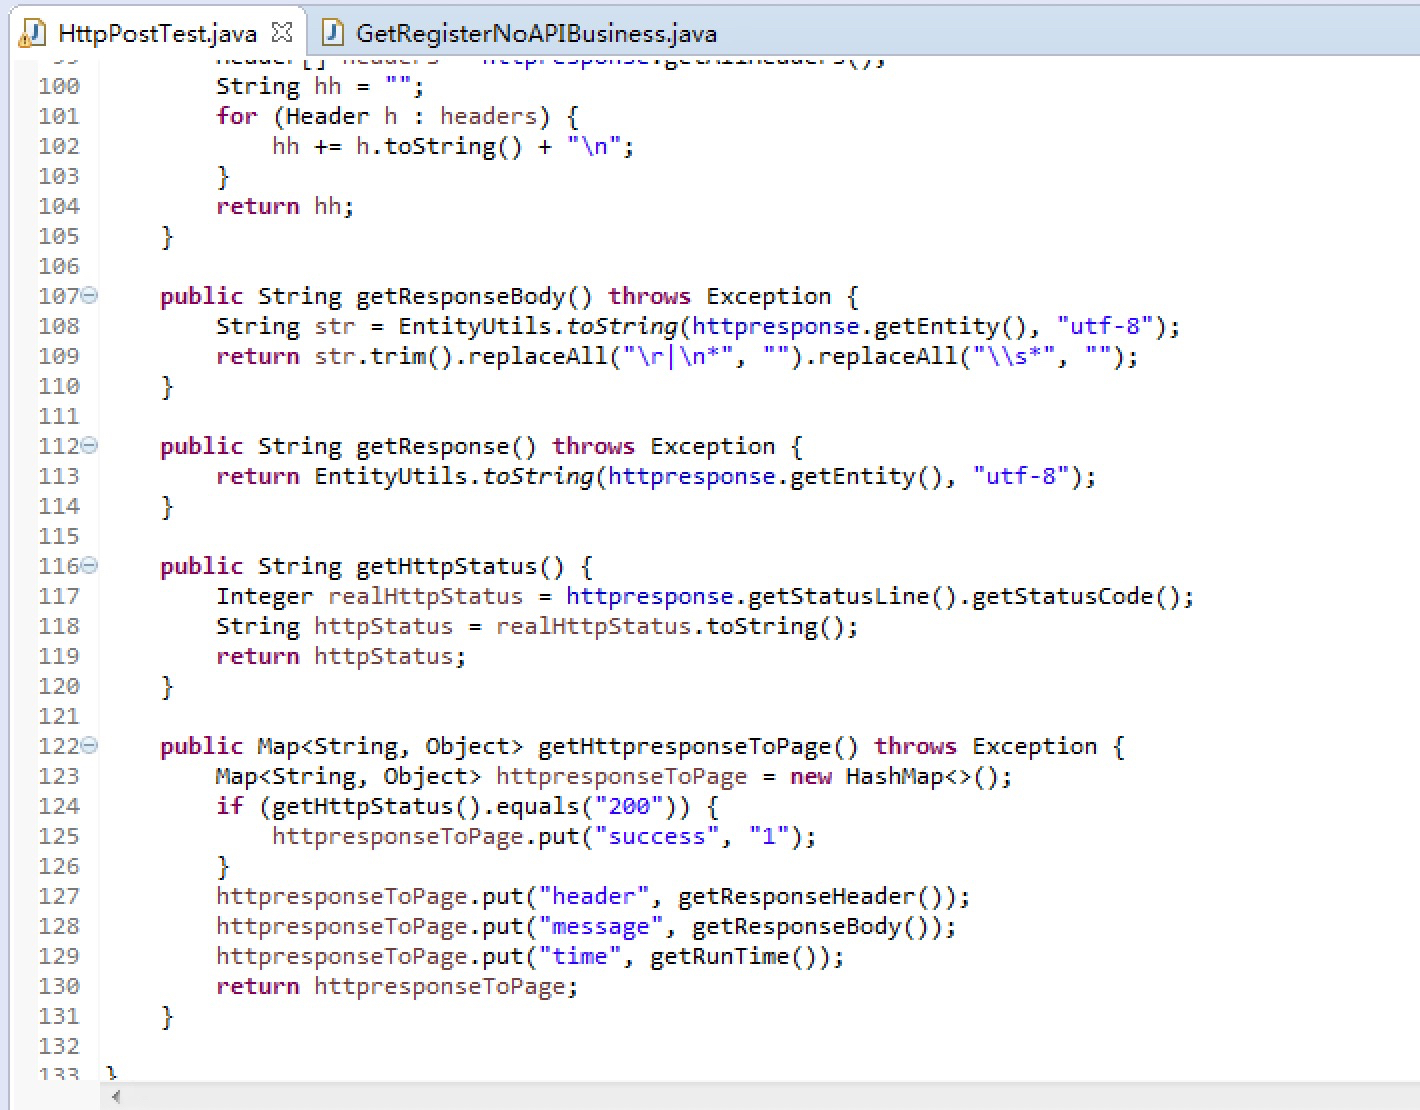 HttpPostTest.java
GetRegisterNoAPIBusiness.java
100 String hh = "";
101 for (Header h : headers) {
102 hh += h.toString() + "\n";
103 }
104 return hh;
105 }
106
107 public String getResponseBody() throws Exception {
108 String str = EntityUtils.toString(httpresponse.getEntity(), "utf-8");
109 return str.trim().replaceAll("\r|\n*", "").replaceAll("\\s*", "");
110 }
111
112 public String getResponse() throws Exception {
113 return EntityUtils.toString(httpresponse.getEntity(), "utf-8");
114 }
115
116 public String getHttpStatus() {
117 Integer realHttpStatus = httpresponse.getStatusLine().getStatusCode();
118 String httpStatus = realHttpStatus.toString();
119 return httpStatus;
120 }
121
122 public Map<String, Object> getHttpresponseToPage() throws Exception {
123 Map<String, Object> httpresponseToPage = new HashMap<>();
124 if (getHttpStatus().equals("200")) {
125 httpresponseToPage.put("success", "1");
126 }
127 httpresponseToPage.put("header", getResponseHeader());
128 httpresponseToPage.put("message", getResponseBody());
129 httpresponseToPage.put("time", getRunTime());
130 return httpresponseToPage;
131 }
132
133 }